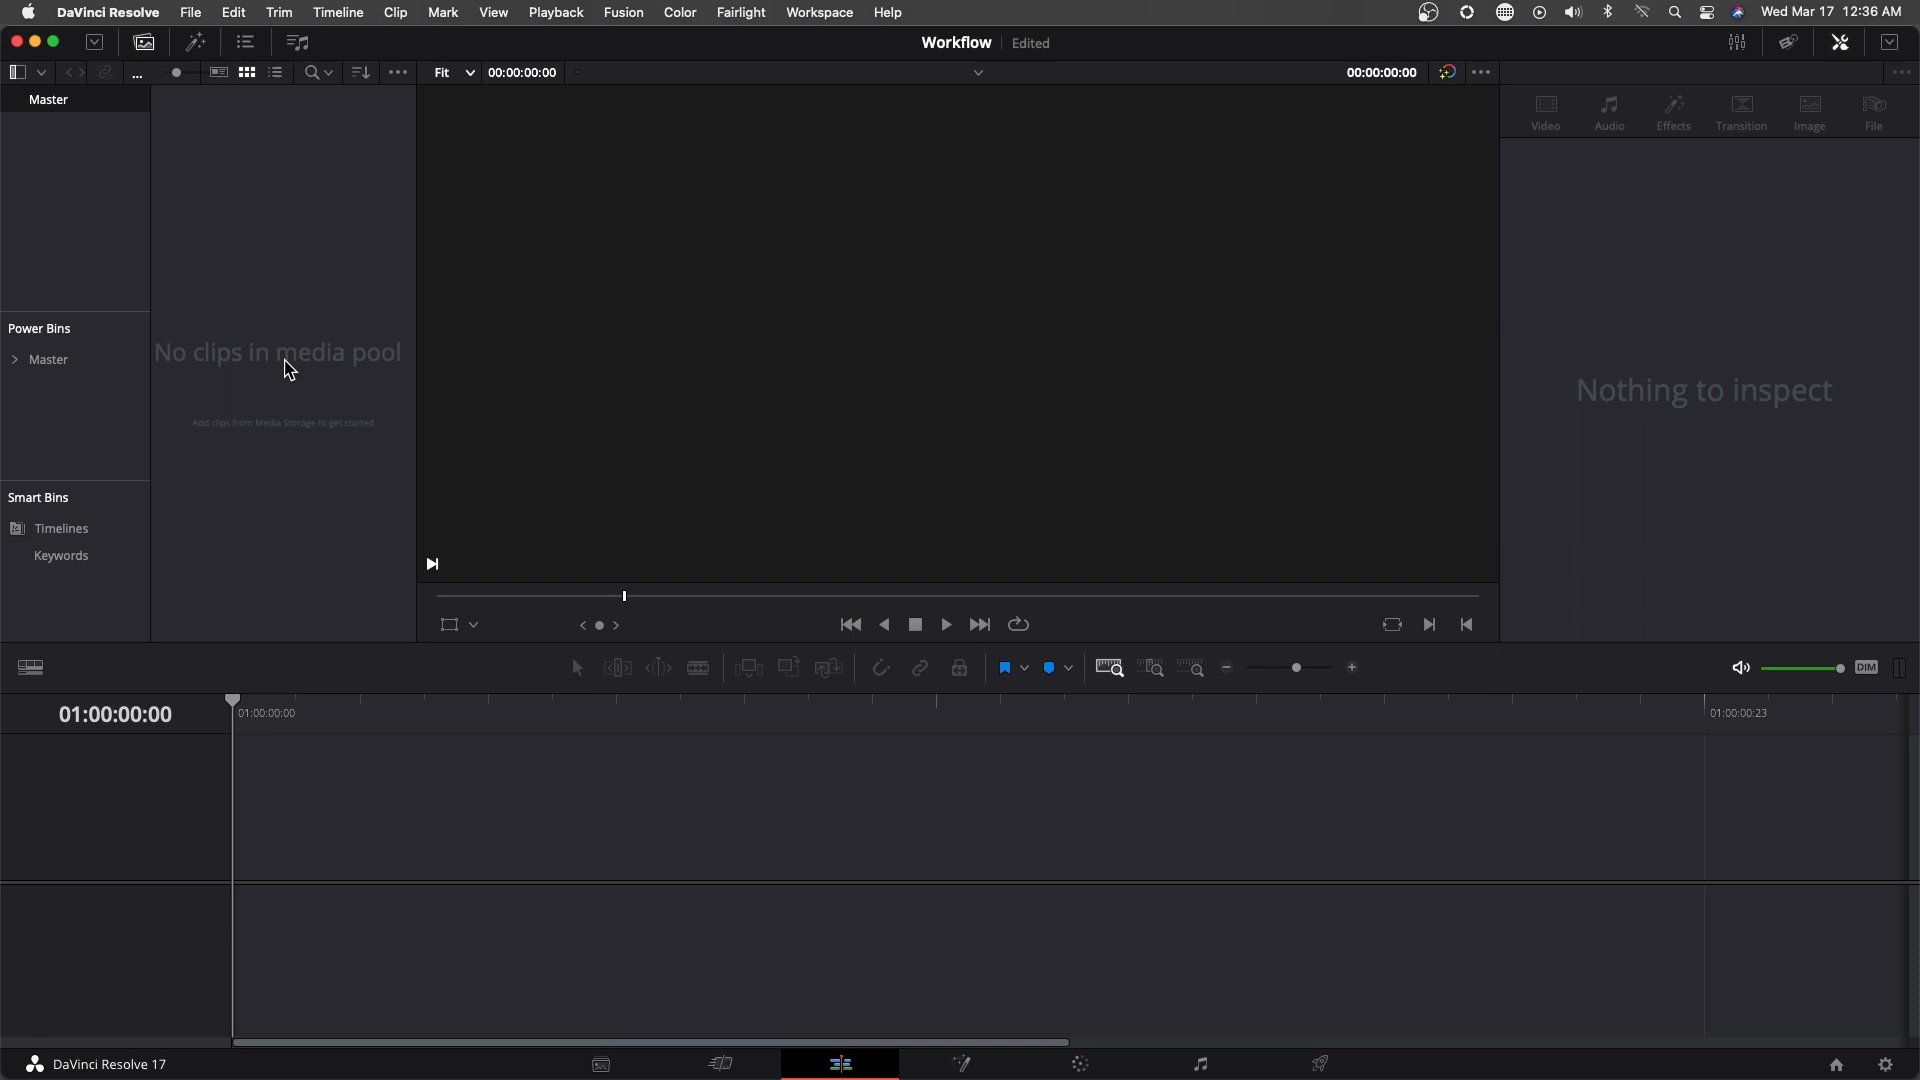 DaVinci Resolve File Edit Trim Timeline Clip Mark View Playback Fusion Color Fairlight Workspace Help Wed Mar 17 12:36 AM
Workflow Edited
... Fit 00:00:00:00 00:00:00:00
Master
Video Audio Effects Transition Image File
Power Bins
Master
No clips in media pool
Add clips from Media Storage to get started
Nothing to inspect
Smart Bins
Timelines
Keywords
DIM
01:00:00:00 01:00:00:00 01:00:00:23
DaVinci Resolve 17